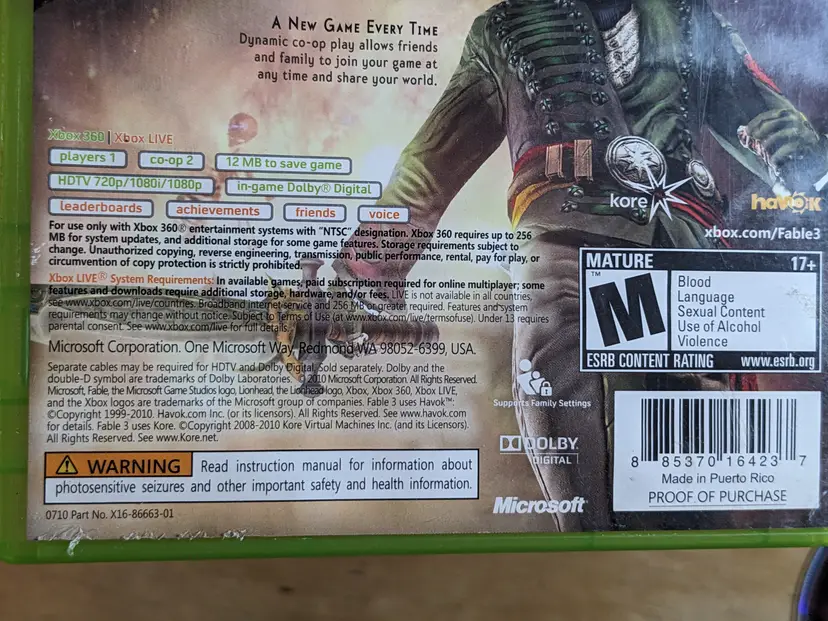 A NEW GAME EVERY TIME
Dynamic co-op play allows friends
and family to join your game at
any time and share your world.
Xbox 360 | Xbox LIVE
players 1
co-op 2
12 MB to save game
HDTV 720p/1080i/1080p
in-game Dolby® Digital
leaderboards
achievements
friends
voice
For use only with Xbox 360® entertainment systems with "NTSC" designation. Xbox 360 requires up to 256
MB for system updates, and additional storage for some game features. Storage requirements subject to
change. Unauthorized copying, reverse engineering, transmission, public performance, rental, pay for play, or
circumvention of copy protection is strictly prohibited.
Xbox LIVE® System Requirements: In available games, paid subscription required for online multiplayer; some
features and downloads require additional storage, hardware, and/or fees. LIVE is not available in all countries;
see www.xbox.com/live/countries. Broadband internet service and 256 MB or greater required. Features and system
requirements may change without notice. Subject to Terms of Use (at www.xbox.com/live/termsofuse). Under 13 requires
parental consent. See www.xbox.com/live for full details.
Microsoft Corporation. One Microsoft Way, Redmond WA 98052-6399, USA.
Separate cables may be required for HDTV and Dolby Digital. Sold separately. Dolby and the
double-D symbol are trademarks of Dolby Laboratories. © 2010 Microsoft Corporation. All Rights Reserved.
Microsoft, Fable, the Microsoft Game Studios logo, Lionhead, the Lionhead logo, Xbox, Xbox 360, Xbox LIVE,
and the Xbox logos are trademarks of the Microsoft group of companies. Fable 3 uses Havok™:
©Copyright 1999-2010. Havok.com Inc. (or its licensors). All Rights Reserved. See www.havok.com
for details. Fable 3 uses Kore. ©Copyright 2008-2010 Kore Virtual Machines Inc. (and its Licensors).
All Rights Reserved. See www.Kore.net.
WARNING Read instruction manual for information about
photosensitive seizures and other important safety and health information.
0710 Part No. X16-86663-01
kore
havok
xbox.com/Fable3
MATURE 17+
™
M
Blood
Language
Sexual Content
Use of Alcohol
Violence
ESRB CONTENT RATING www.esrb.org
Supports Family Settings
DOLBY
DIGITAL
Microsoft
8 85370 16423 7
Made in Puerto Rico
PROOF OF PURCHASE